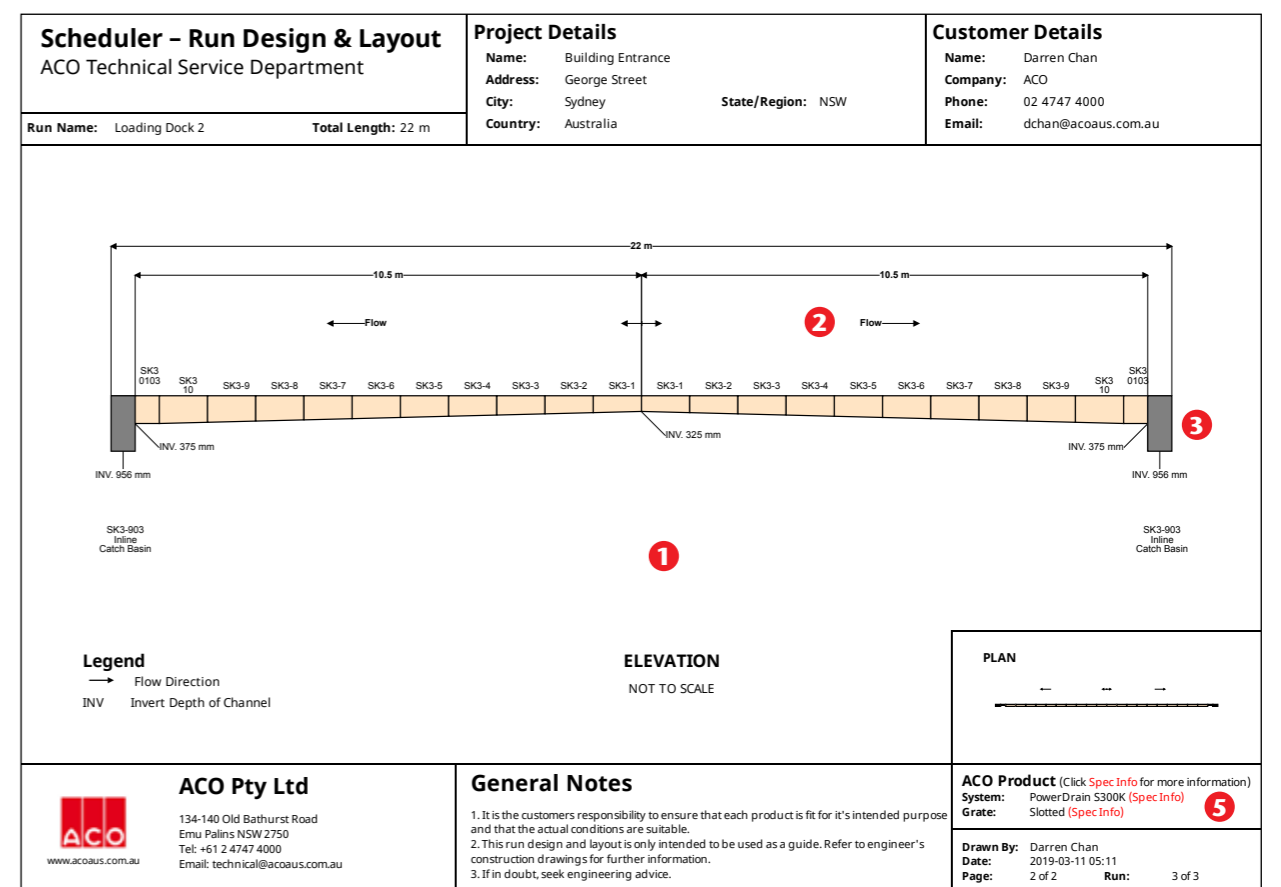 Scheduler – Run Design & Layout
ACO Technical Service Department
Run Name: Loading Dock 2 Total Length: 22 m
Project Details
Name: Building Entrance
Address: George Street
City: Sydney State/Region: NSW
Country: Australia
Customer Details
Name: Darren Chan
Company: ACO
Phone: 02 4747 4000
Email: dchan@acoaus.com.au
22 m
10.5 m 10.5 m
Flow 2 Flow
SK3 0103 SK3 10 SK3-9 SK3-8 SK3-7 SK3-6 SK3-5 SK3-4 SK3-3 SK3-2 SK3-1 SK3-1 SK3-2 SK3-3 SK3-4 SK3-5 SK3-6 SK3-7 SK3-8 SK3-9 SK3 10 SK3 0103
3
INV. 375 mm INV. 325 mm INV. 375 mm
INV. 956 mm INV. 956 mm
SK3-903
Inline
Catch Basin
SK3-903
Inline
Catch Basin
1
Legend
Flow Direction
INV Invert Depth of Channel
ELEVATION
NOT TO SCALE
PLAN
ACO
www.acoaus.com.au
ACO Pty Ltd
134-140 Old Bathurst Road
Emu Palins NSW 2750
Tel: +61 2 4747 4000
Email: technical@acoaus.com.au
General Notes
1. It is the customers responsibility to ensure that each product is fit for it's intended purpose
and that the actual conditions are suitable.
2. This run design and layout is only intended to be used as a guide. Refer to engineer's
construction drawings for further information.
3. If in doubt, seek engineering advice.
ACO Product (Click Spec Info for more information)
System: PowerDrain S300K (Spec Info)
Grate: Slotted (Spec Info)
5
Drawn By: Darren Chan
Date: 2019-03-11 05:11
Page: 2 of 2 Run: 3 of 3